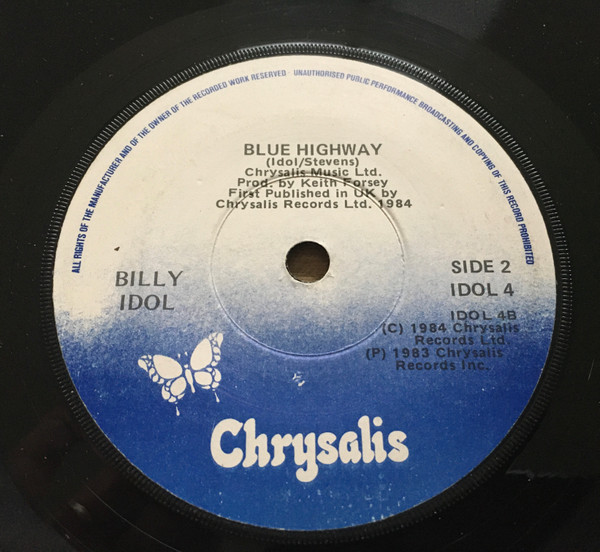 ALL RIGHTS OF THE MANUFACTURER AND OF THE OWNER OF THE RECORDED WORK RESERVED · UNAUTHORISED PUBLIC PERFORMANCE BROADCASTING AND COPYING OF THIS RECORD PROHIBITED
BLUE HIGHWAY
(Idol/Stevens)
Chrysalis Music Ltd.
Prod. by Keith Forsey
First Published in UK by
Chrysalis Records Ltd. 1984
BILLY
IDOL
SIDE 2
IDOL 4
IDOL 4B
(C) 1984 Chrysalis
Records Ltd.
(P) 1983 Chrysalis
Records Inc.
Chrysalis